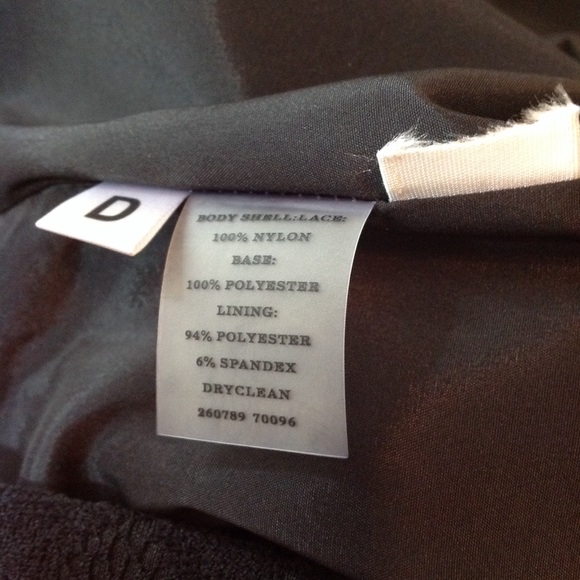 D
BODY SHELL:LACE:
100% NYLON
BASE:
100% POLYESTER
LINING:
94% POLYESTER
6% SPANDEX
DRYCLEAN
260789 70096